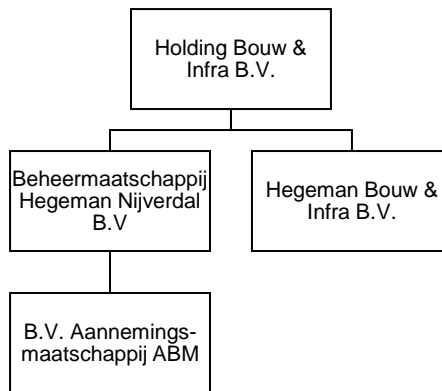 Holding Bouw &
Infra B.V.
Beheermaatschappij
Hegeman Nijverdal
B.V
Hegeman Bouw &
Infra B.V.
B.V. Aannemings-
maatschappij ABM